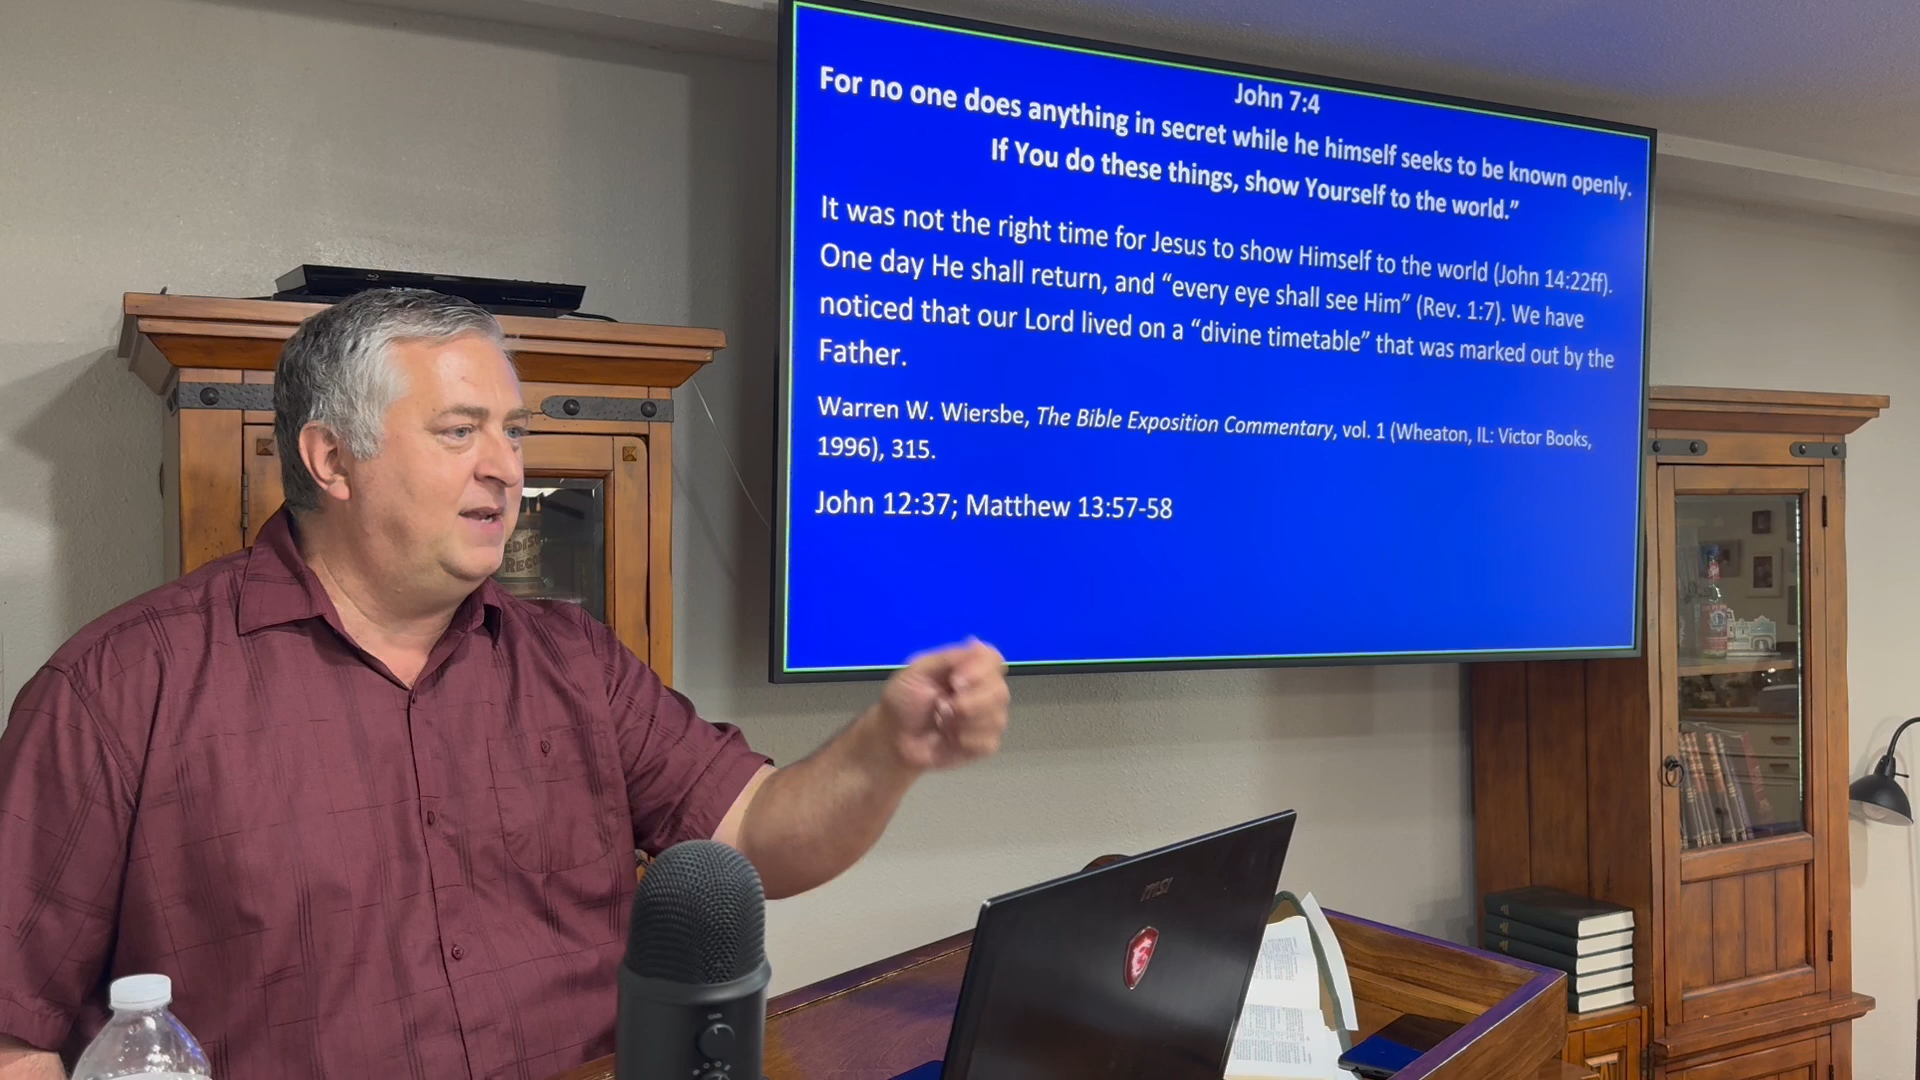 John 7:4
For no one does anything in secret while he himself seeks to be known openly.
If You do these things, show Yourself to the world.”
It was not the right time for Jesus to show Himself to the world (John 14:22ff).
One day He shall return, and “every eye shall see Him” (Rev. 1:7). We have
noticed that our Lord lived on a “divine timetable” that was marked out by the
Father.
Warren W. Wiersbe, The Bible Exposition Commentary, vol. 1 (Wheaton, IL: Victor Books,
1996), 315.
John 12:37; Matthew 13:57-58
msi
GAIN